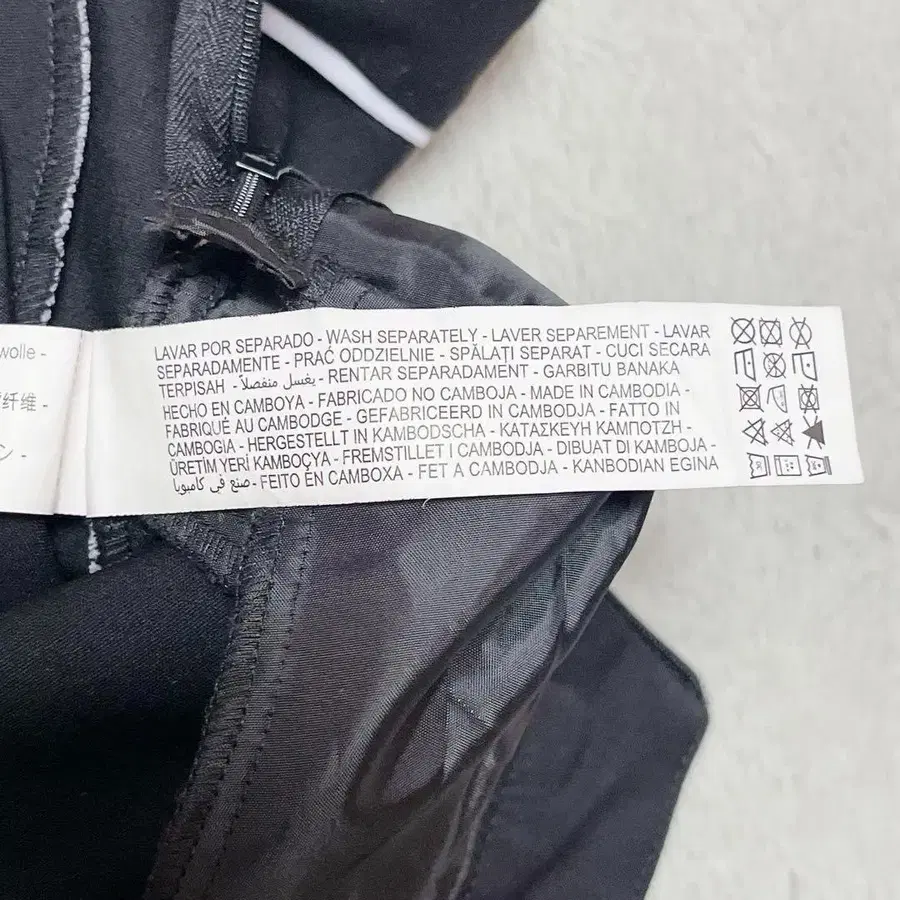 wolle -
纤维 -
LAVAR POR SEPARADO - WASH SEPARATELY - LAVER SEPAREMENT - LAVAR
SEPARADAMENTE - PRAĆ ODDZIELNIE - SPĂLAȚI SEPARAT - CUCI SECARA
TERPISAH - يغسل منفصلاً - RENTAR SEPARADAMENT - GARBITU BANAKA
HECHO EN CAMBOYA - FABRICADO NO CAMBOJA - MADE IN CAMBODIA -
FABRIQUÉ AU CAMBODGE - GEFABRICEERD IN CAMBODJA - FATTO IN
CAMBOGIA - HERGESTELLT IN KAMBODSCHA - ΚΑΤΑΣΚΕΥΗ ΚΑΜΠΟΤΖΗ -
ÜRETİM YERİ KAMBOÇYA - FREMSTILLET I CAMBODJA - DIBUAT DI KAMBOJA -
صنع في كامبوديا - FEITO EN CAMBOXA - FET A CAMBODJA - KANBODIAN EGINA